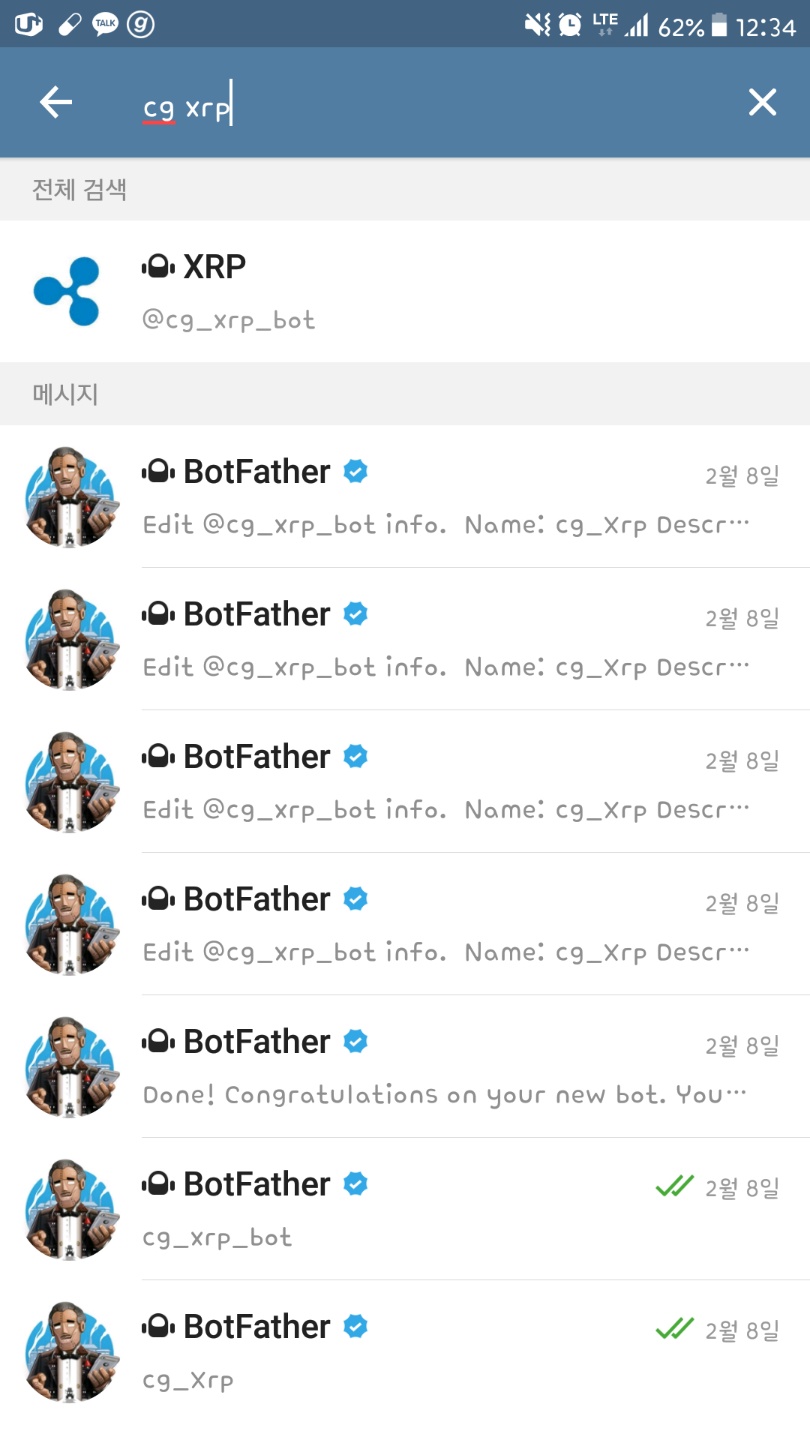 TALK
LTE
62%
12:34
cg xrp
전체 검색
XRP
@cg_xrp_bot
메시지
BotFather
2월 8일
Edit @cg_xrp_bot info. Name: cg_Xrp Descr…
BotFather
2월 8일
Edit @cg_xrp_bot info. Name: cg_Xrp Descr…
BotFather
2월 8일
Edit @cg_xrp_bot info. Name: cg_Xrp Descr…
BotFather
2월 8일
Edit @cg_xrp_bot info. Name: cg_Xrp Descr…
BotFather
2월 8일
Done! Congratulations on your new bot. You…
BotFather
2월 8일
cg_xrp_bot
BotFather
2월 8일
cg_Xrp